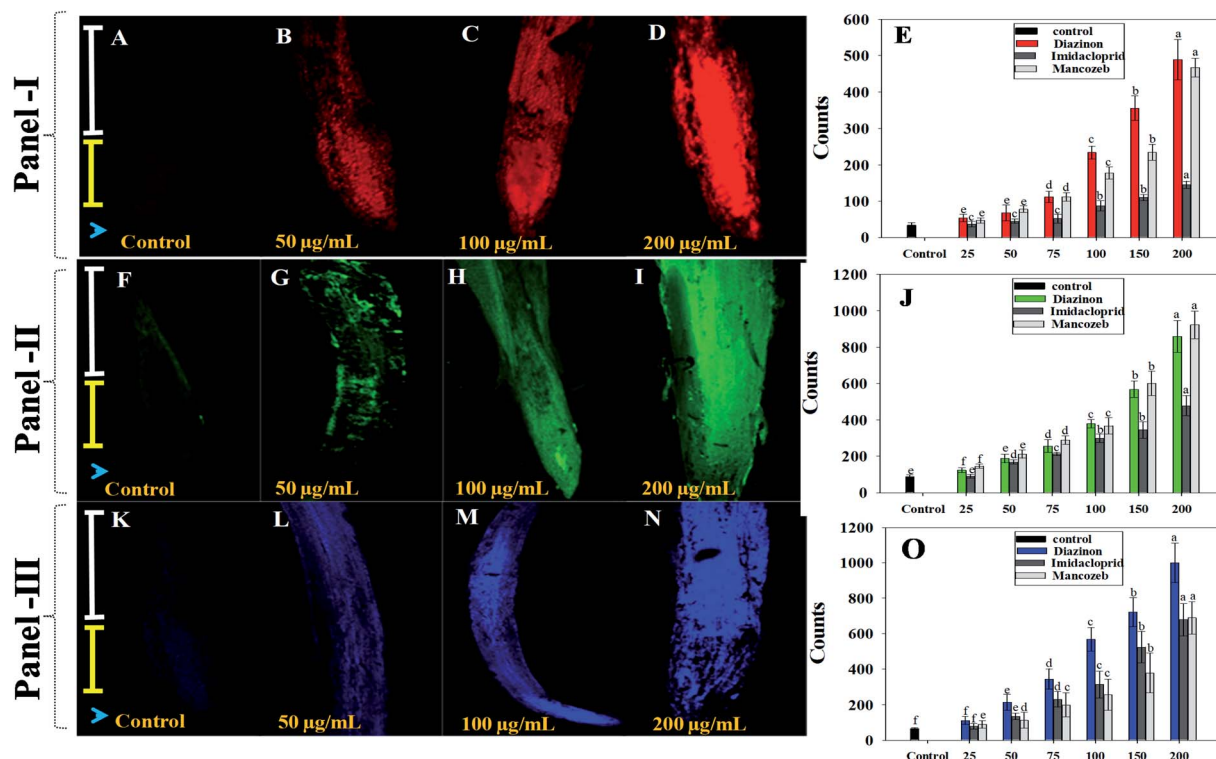 Panel -I
A
B
C
D
Control
50 µg/mL
100 µg/mL
200 µg/mL
E
control
Diazinon
Imidacloprid
Mancozeb
Counts
600
500
400
300
200
100
0
e c e
e c e
d c d
c b c
b b b
a a a
Control 25 50 75 100 150 200
Panel -II
F
G
H
I
Control
50 µg/mL
100 µg/mL
200 µg/mL
J
control
Diazinon
Imidacloprid
Mancozeb
Counts
1200
1000
800
600
400
200
0
e
f e f
e d e
d c d
c b c
b b b
a a a
Control 25 50 75 100 150 200
Panel -III
K
L
M
N
Control
50 µg/mL
100 µg/mL
200 µg/mL
O
control
Diazinon
Imidacloprid
Mancozeb
Counts
1200
1000
800
600
400
200
0
f
f f e
e e d
d d c
c c c
b b b
a a a
Control 25 50 75 100 150 200